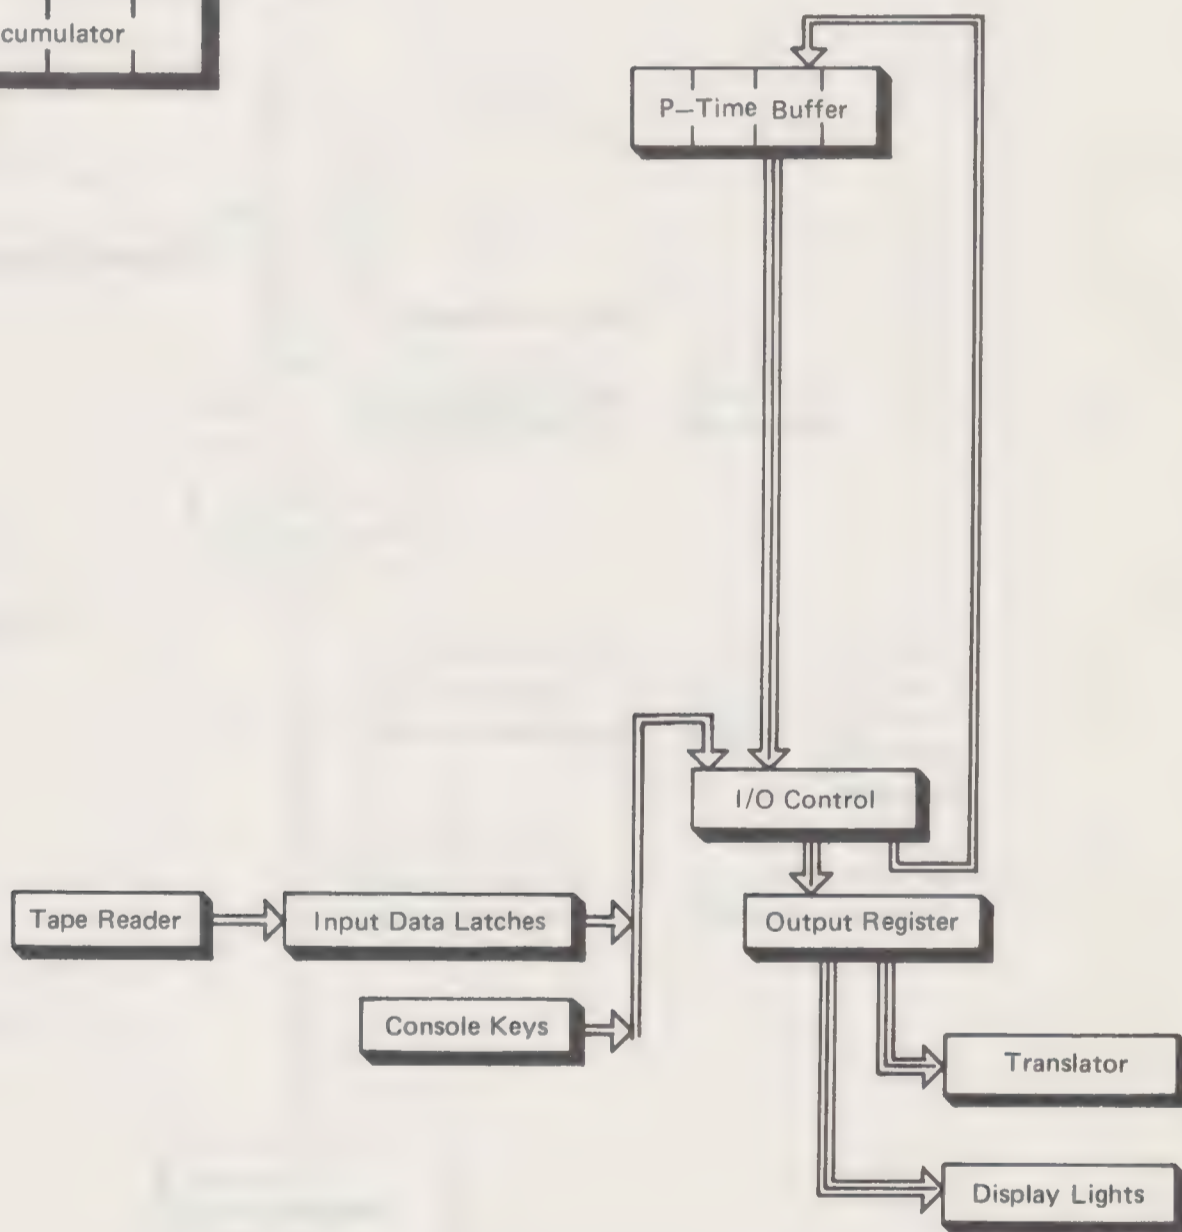 cumulator
P—Time Buffer
I/O Control
Tape Reader
Input Data Latches
Output Register
Console Keys
Translator
Display Lights